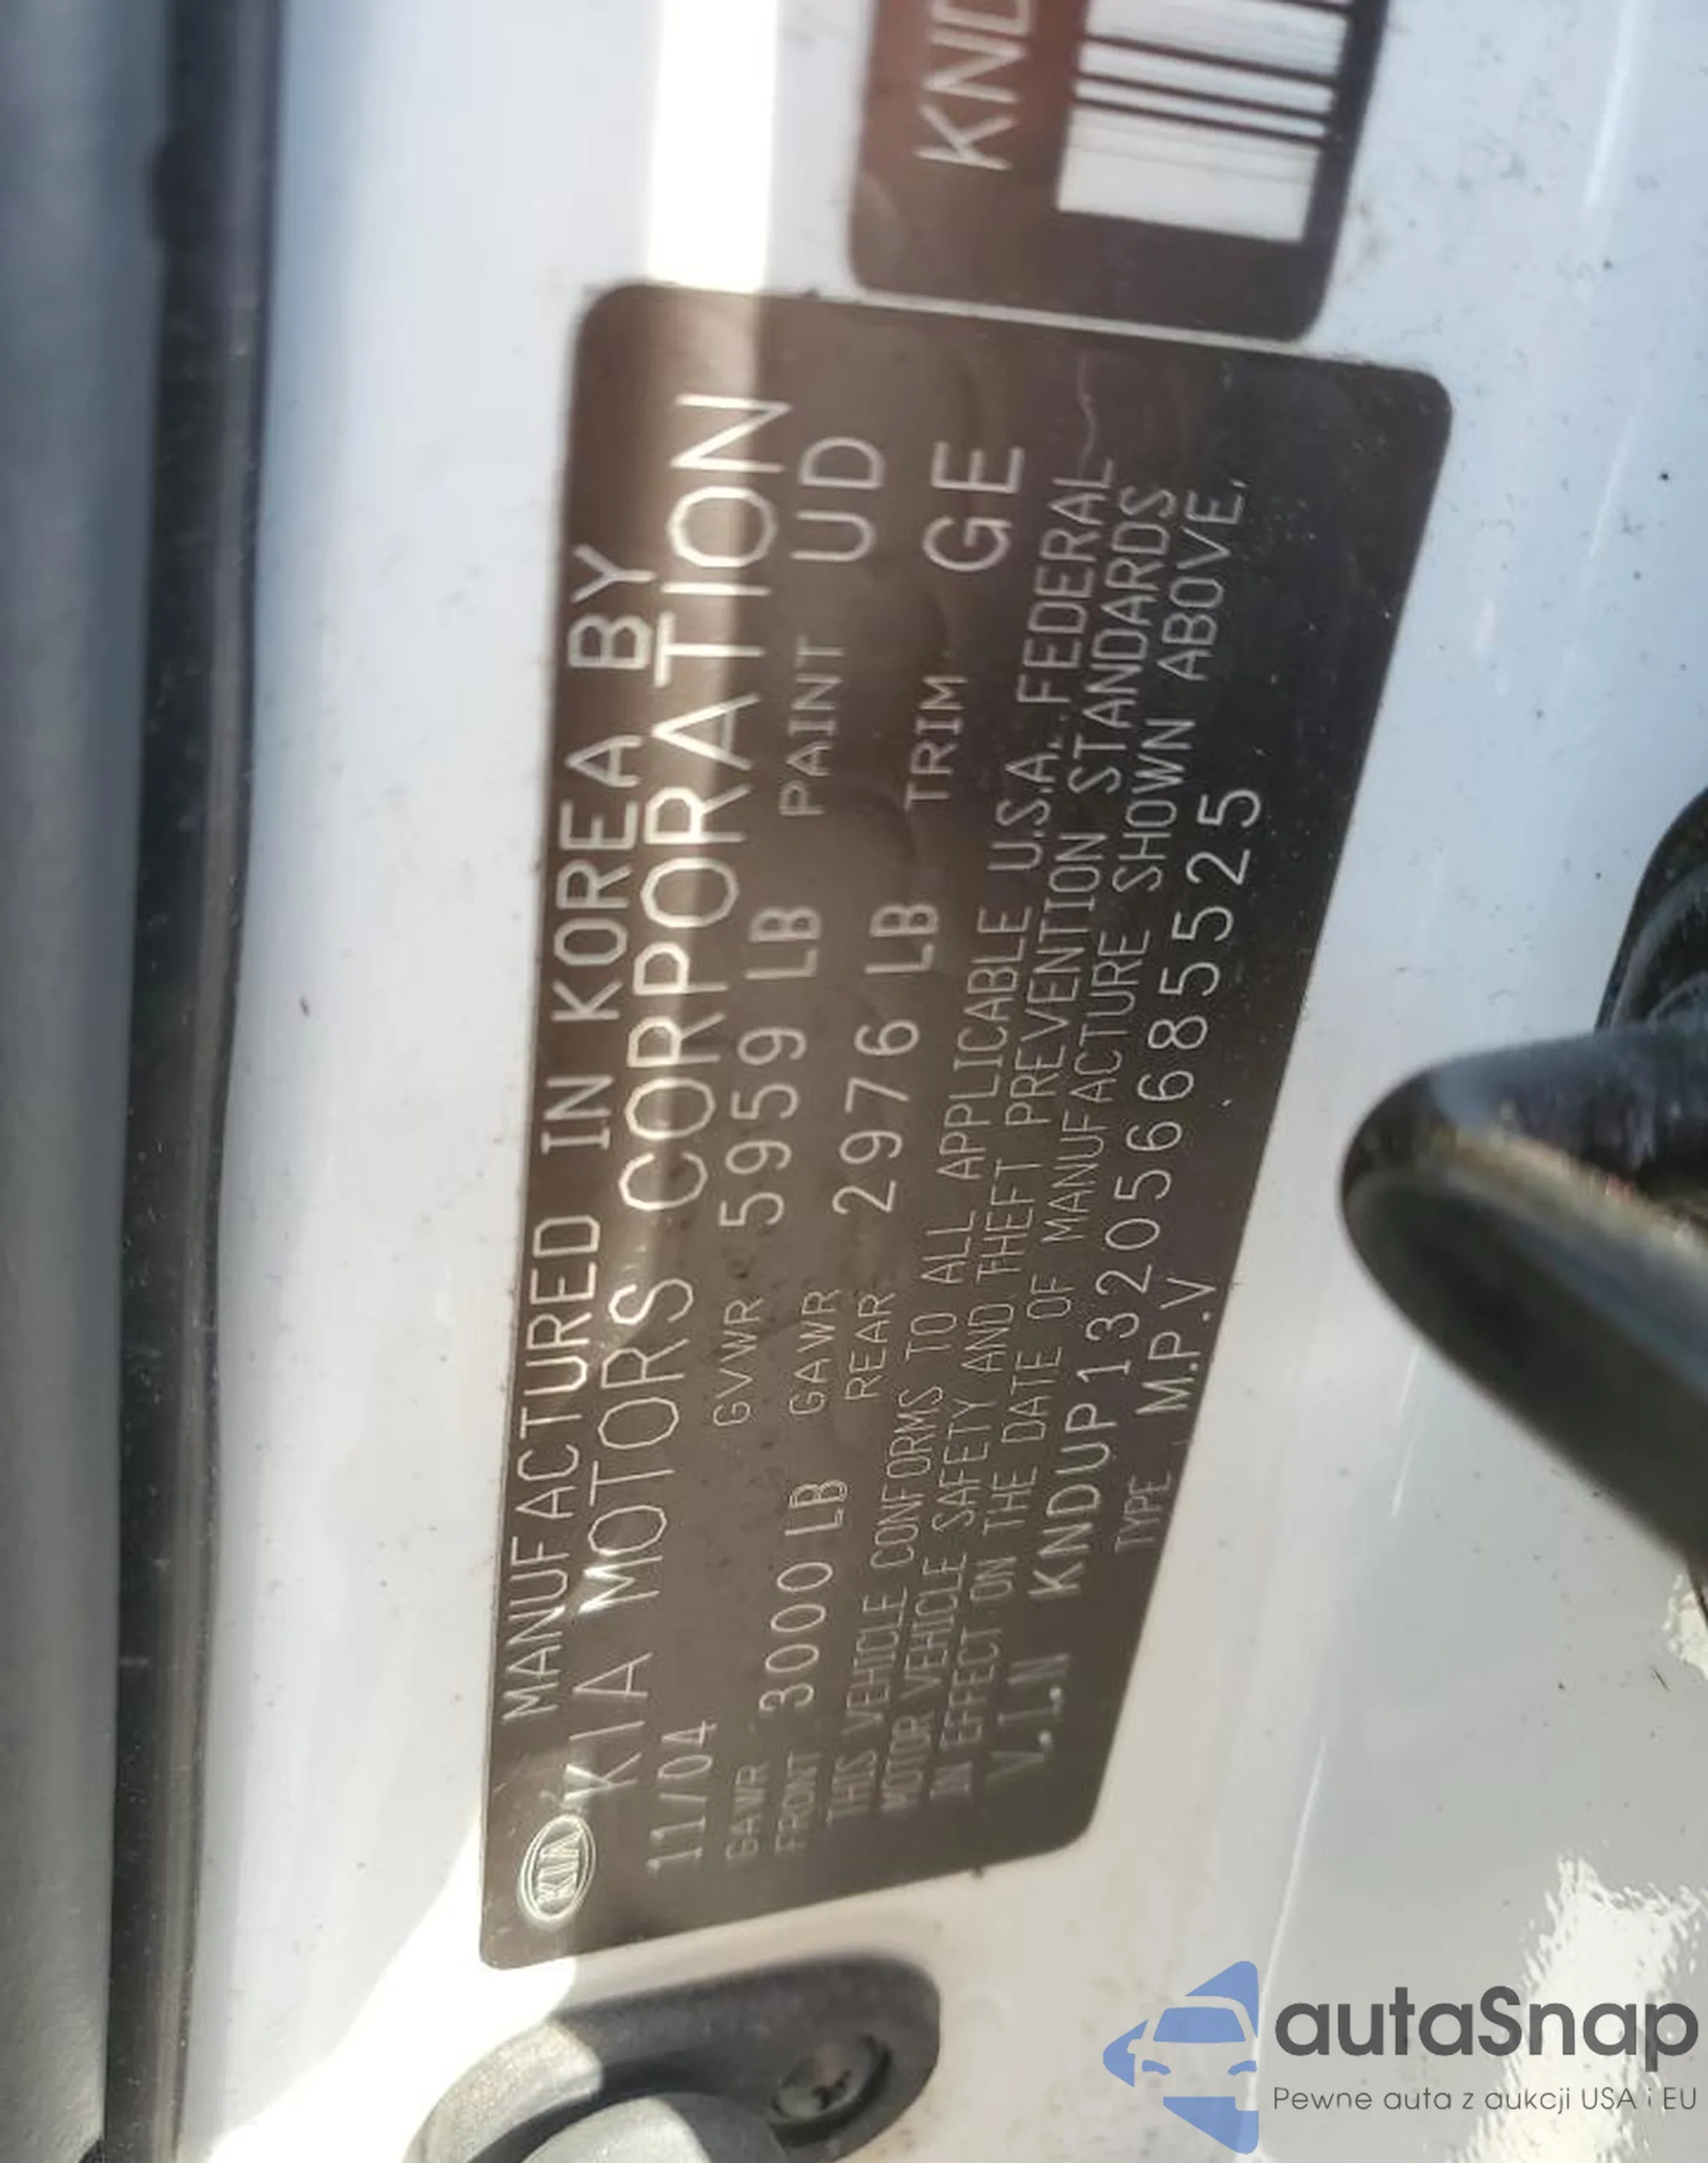 KND
MANUFACTURED IN KOREA BY
KIA KIA MOTORS CORPORATION
11/04 GVWR 5959 LB PAINT UD
GAWR FRONT 3000 LB GAWR REAR 2976 LB TRIM GE
THIS VEHICLE CONFORMS TO ALL APPLICABLE U.S.A. FEDERAL
MOTOR VEHICLE SAFETY AND THEFT PREVENTION STANDARDS
IN EFFECT ON THE DATE OF MANUFACTURE SHOWN ABOVE.
V.I.N KNDUP132056685525
TYPE M.P.V
autaSnap
Pewne auta z aukcji USA i EU